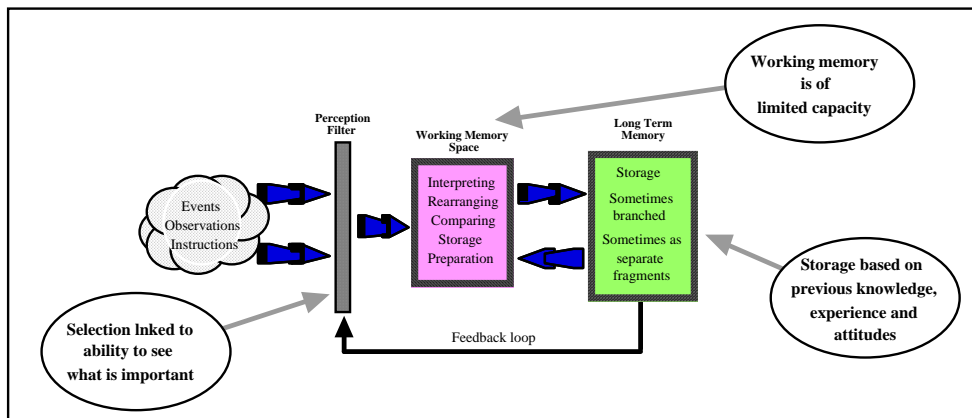 Working memory
is of
limited capacity
Perception
Filter
Working Memory
Space
Long Term
Memory
Events
Observations
Instructions
Interpreting
Rearranging
Comparing
Storage
Preparation
Storage
Sometimes
branched
Sometimes as
separate
fragments
Selection lnked to
ability to see
what is important
Feedback loop
Storage based on
previous knowledge,
experience and
attitudes